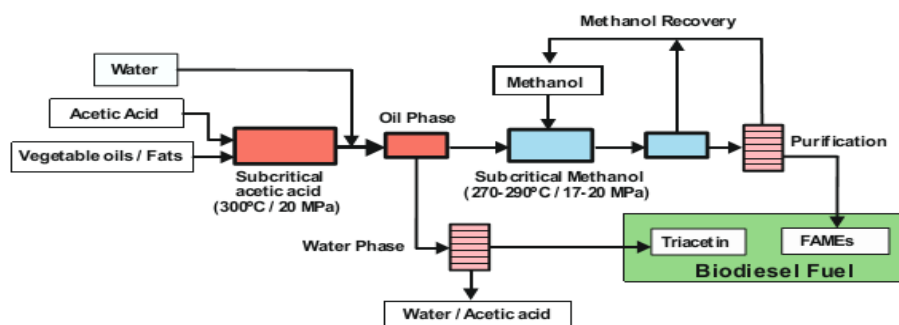 Methanol Recovery
Water
Methanol
Acetic Acid
Oil Phase
Vegetable oils / Fats
Purification
Subcritical
acetic acid
(300ºC / 20 MPa)
Subcritical Methanol
(270-290ºC / 17-20 MPa)
Water Phase
Triacetin
FAMEs
Biodiesel Fuel
Water / Acetic acid